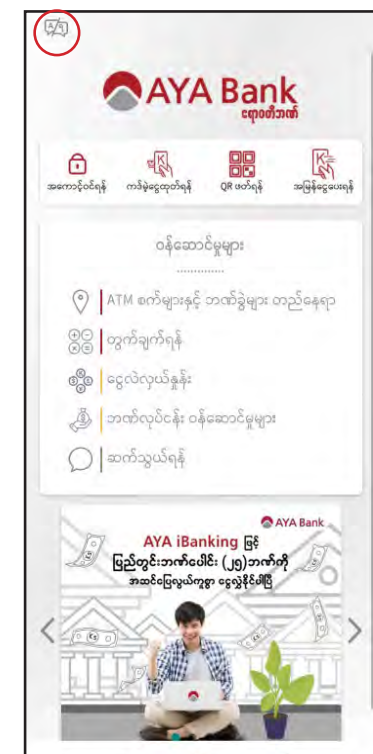 AYA Bank
ဧရာဝတီဘဏ်
အကောင့်ဝင်ရန်
ကဒ်မဲ့ငွေထုတ်ရန်
QR ဖတ်ရန်
အမြန်ငွေပေးရန်
ဝန်ဆောင်မှုများ
ATM စက်များနှင့် ဘဏ်ခွဲများ တည်နေရာ
တွက်ချက်ရန်
ငွေလဲလှယ်နှုန်း
ဘဏ်လုပ်ငန်း ဝန်ဆောင်မှုများ
ဆက်သွယ်ရန်
AYA Bank
AYA iBanking ဖြင့်
ပြည်တွင်းဘဏ်ပေါင်း (၂၅)ဘဏ်ကို
အဆင်ပြေလွယ်ကူစွာ ငွေလွှဲနိုင်ပါပြီ